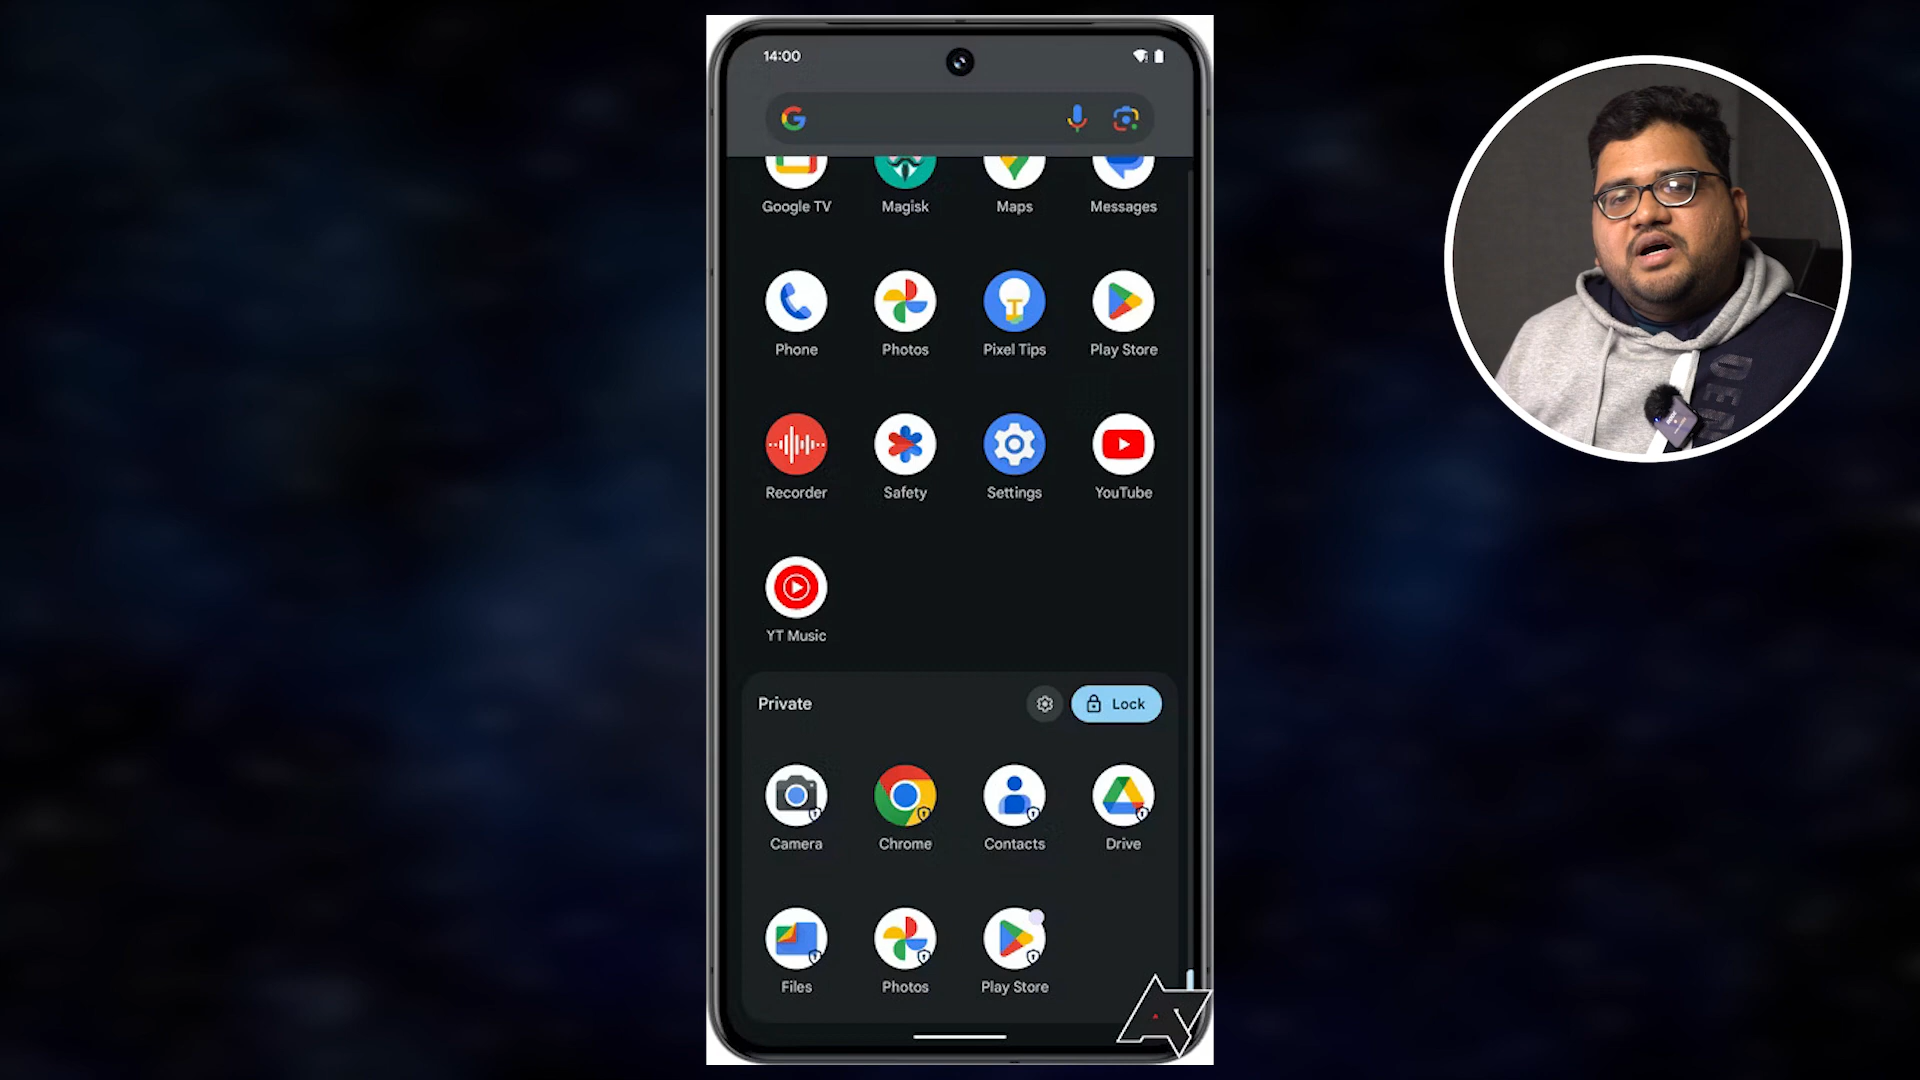 14:00
Google TV Magisk Maps Messages
Phone Photos Pixel Tips Play Store
Recorder Safety Settings YouTube
YT Music
Private Lock
Camera Chrome Contacts Drive
Files Photos Play Store